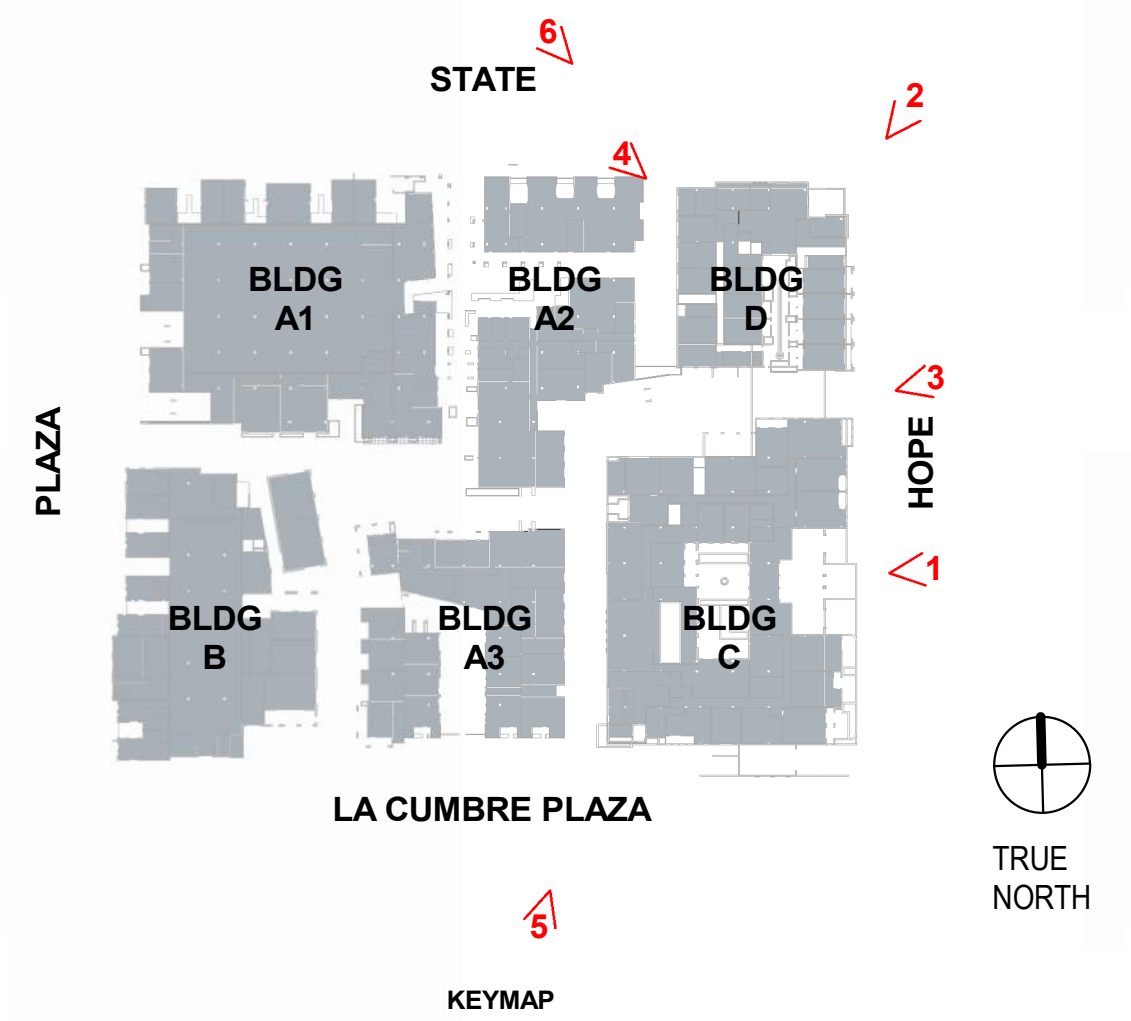 6
STATE
2
4
BLDG
A1
BLDG
A2
BLDG
D
3
PLAZA
HOPE
1
BLDG
B
BLDG
A3
BLDG
C
LA CUMBRE PLAZA
TRUE
NORTH
5
KEYMAP